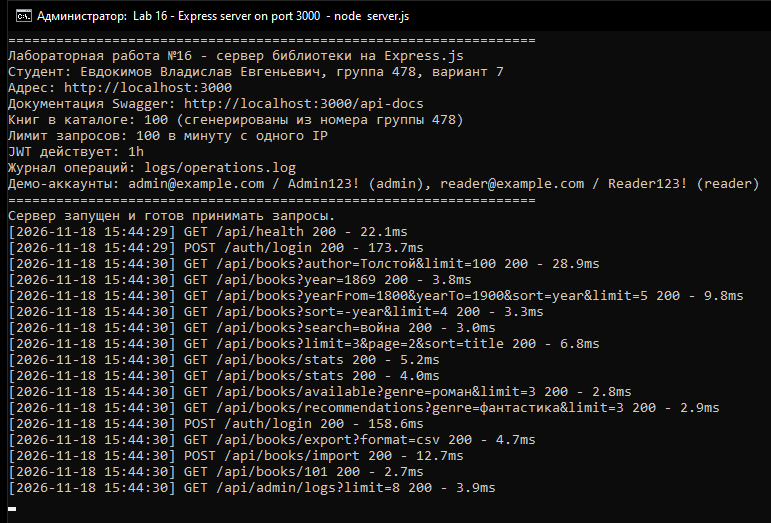 Администратор: Lab 16 - Express server on port 3000 - node server.js
================================================================
Лабораторная работа №16 - сервер библиотеки на Express.js
Студент: Евдокимов Владислав Евгеньевич, группа 478, вариант 7
Адрес: http://localhost:3000
Документация Swagger: http://localhost:3000/api-docs
Книг в каталоге: 100 (сгенерированы из номера группы 478)
Лимит запросов: 100 в минуту с одного IP
JWT действует: 1h
Журнал операций: logs/operations.log
Демо-аккаунты: admin@example.com / Admin123! (admin), reader@example.com / Reader123! (reader)
================================================================
Сервер запущен и готов принимать запросы.
[2026-11-18 15:44:29] GET /api/health 200 - 22.1ms
[2026-11-18 15:44:29] POST /auth/login 200 - 173.7ms
[2026-11-18 15:44:30] GET /api/books?author=Толстой&limit=100 200 - 28.9ms
[2026-11-18 15:44:30] GET /api/books?year=1869 200 - 3.8ms
[2026-11-18 15:44:30] GET /api/books?yearFrom=1800&yearTo=1900&sort=year&limit=5 200 - 9.8ms
[2026-11-18 15:44:30] GET /api/books?sort=-year&limit=4 200 - 3.3ms
[2026-11-18 15:44:30] GET /api/books?search=война 200 - 3.0ms
[2026-11-18 15:44:30] GET /api/books?limit=3&page=2&sort=title 200 - 6.8ms
[2026-11-18 15:44:30] GET /api/books/stats 200 - 5.2ms
[2026-11-18 15:44:30] GET /api/books/stats 200 - 4.0ms
[2026-11-18 15:44:30] GET /api/books/available?genre=роман&limit=3 200 - 2.8ms
[2026-11-18 15:44:30] GET /api/books/recommendations?genre=фантастика&limit=3 200 - 2.9ms
[2026-11-18 15:44:30] POST /auth/login 200 - 158.6ms
[2026-11-18 15:44:30] GET /api/books/export?format=csv 200 - 4.7ms
[2026-11-18 15:44:30] POST /api/books/import 200 - 12.7ms
[2026-11-18 15:44:30] GET /api/books/101 200 - 2.7ms
[2026-11-18 15:44:30] GET /api/admin/logs?limit=8 200 - 3.9ms